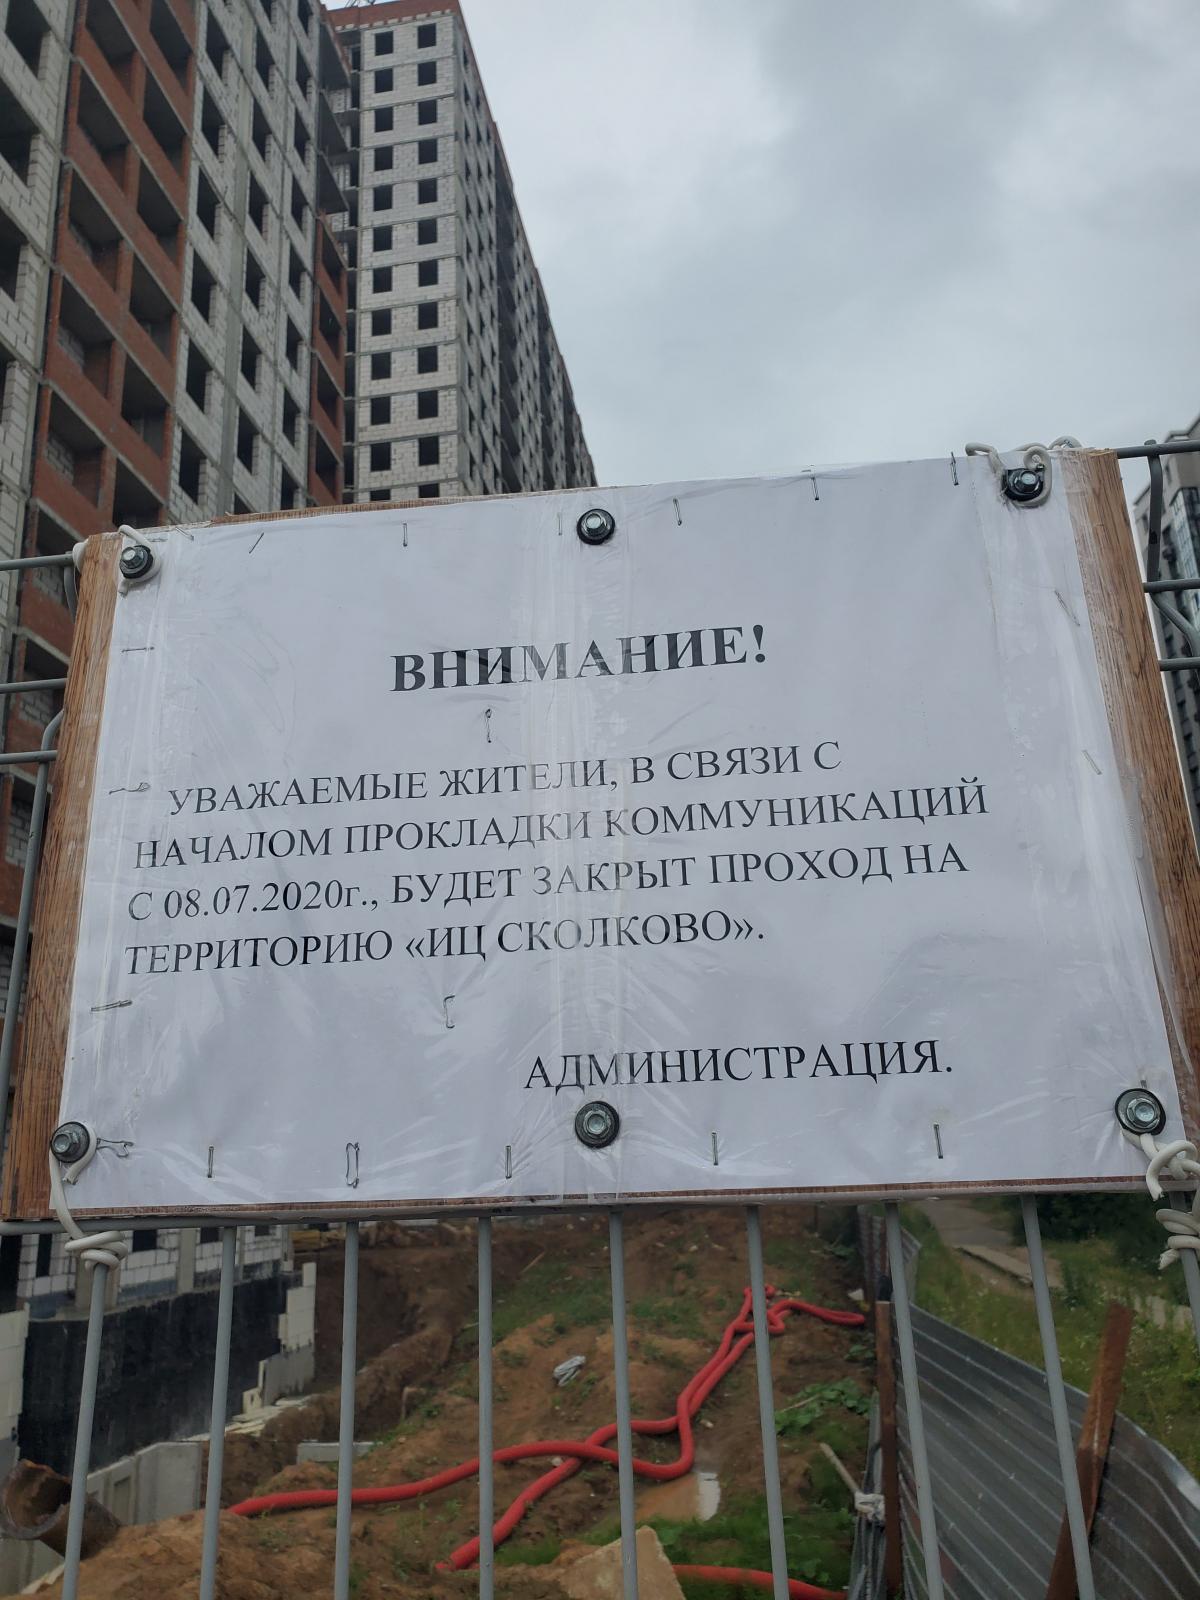 ВНИМАНИЕ!
УВАЖАЕМЫЕ ЖИТЕЛИ, В СВЯЗИ С
НАЧАЛОМ ПРОКЛАДКИ КОММУНИКАЦИЙ
С 08.07.2020г., БУДЕТ ЗАКРЫТ ПРОХОД НА
ТЕРРИТОРИЮ «ИЦ СКОЛКОВО».
АДМИНИСТРАЦИЯ.